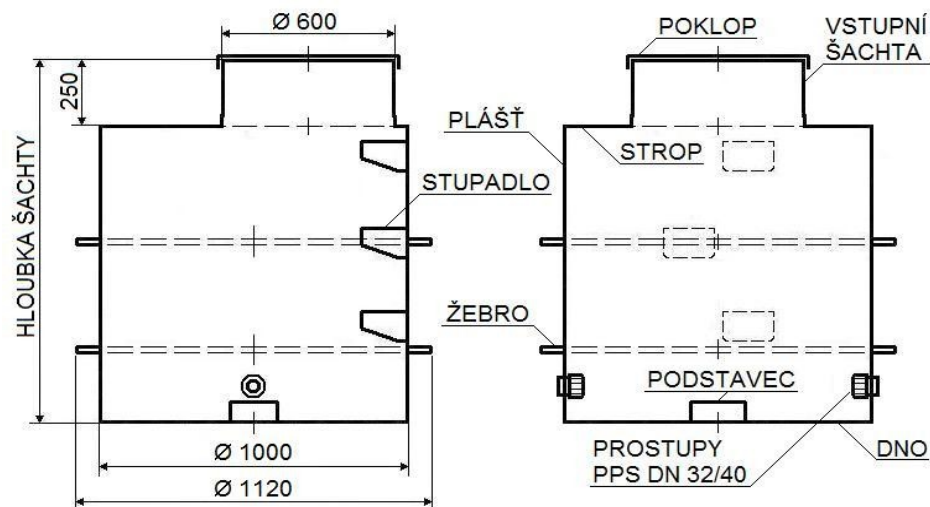 Ø 600
250
HLOUBKA ŠACHTY
STUPADLO
Ø 1000
Ø 1120
POKLOP
VSTUPNÍ
ŠACHTA
PLÁŠŤ
STROP
ŽEBRO
PODSTAVEC
PROSTUPY
PPS DN 32/40
DNO